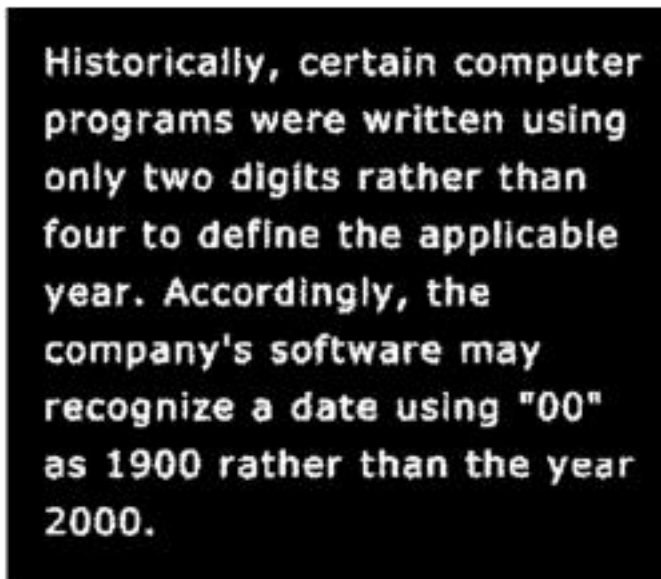 Historically, certain computer
programs were written using
only two digits rather than
four to define the applicable
year. Accordingly, the
company's software may
recognize a date using "00"
as 1900 rather than the year
2000.